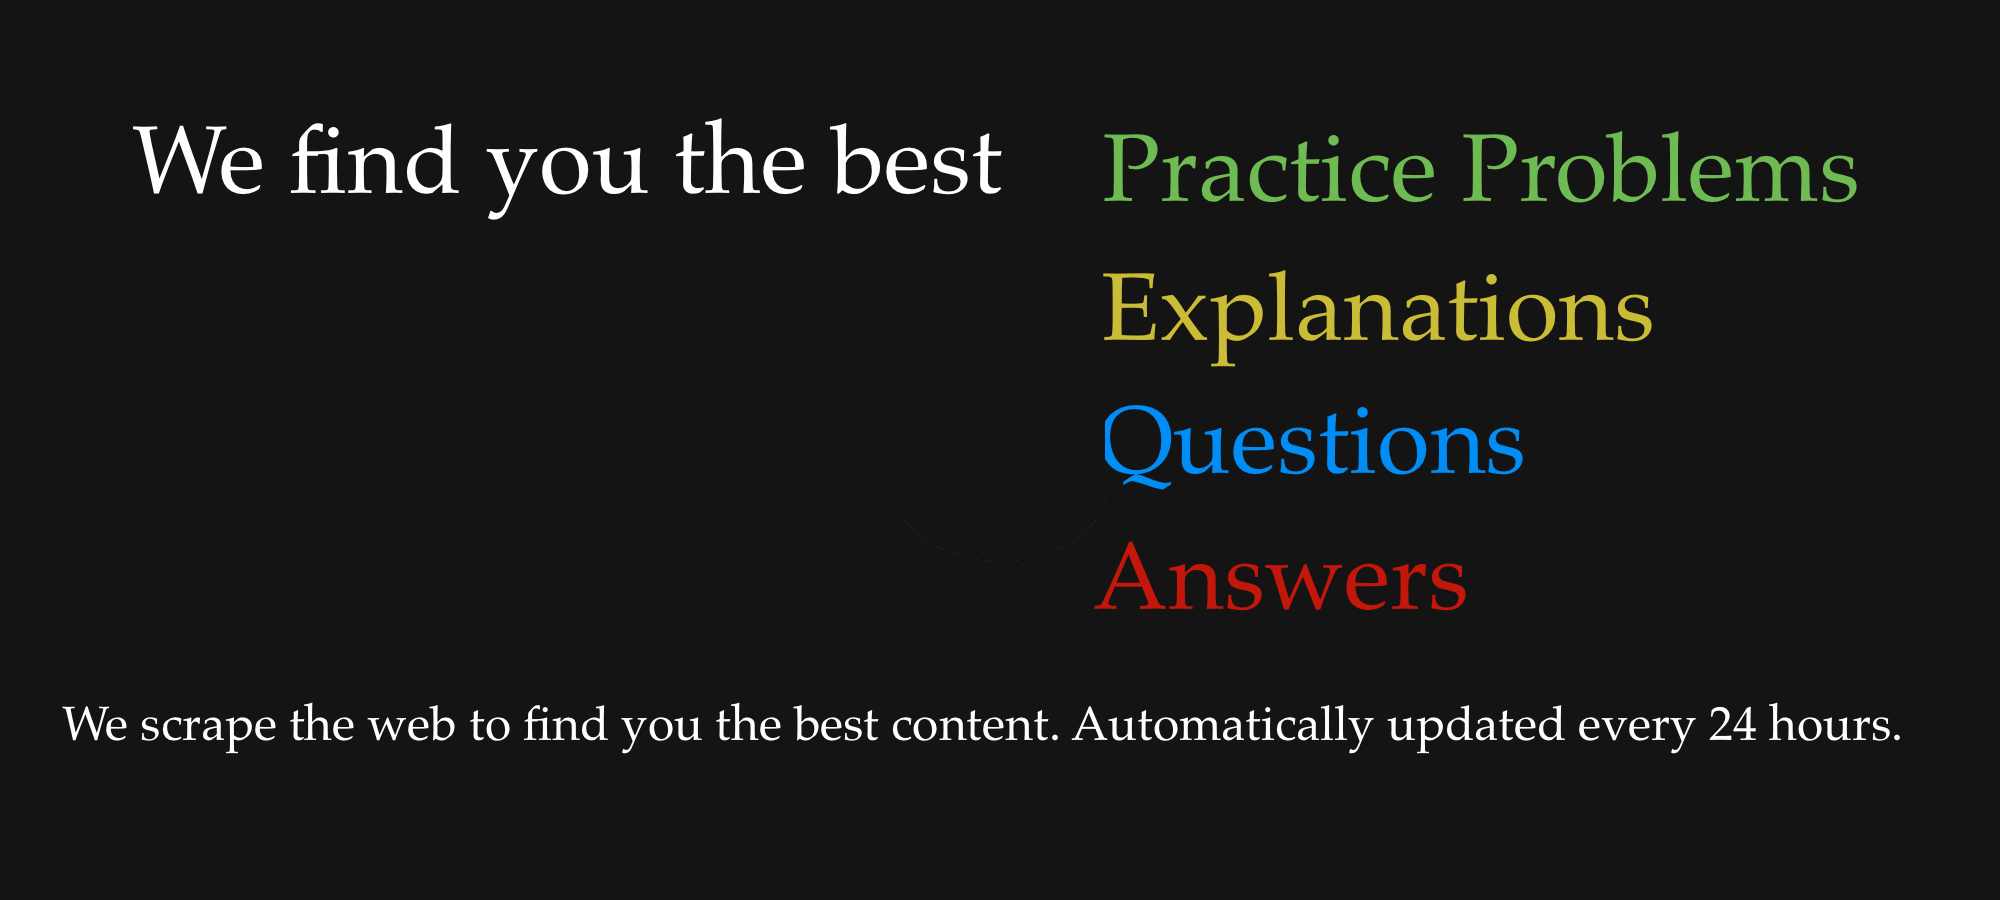 We find you the best Practice Problems
Explanations
Questions
Answers
We scrape the web to find you the best content. Automatically updated every 24 hours.